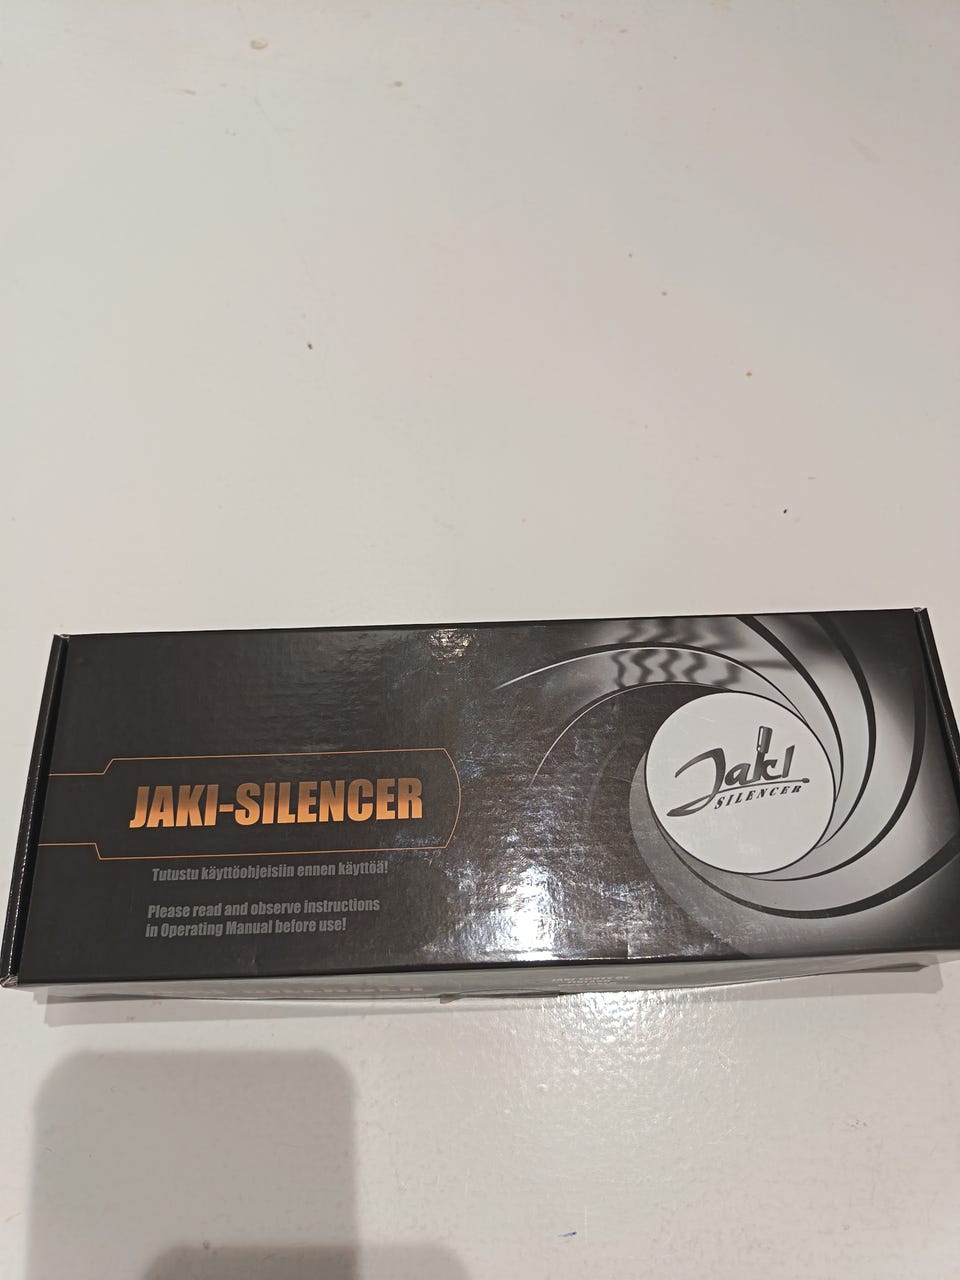 JAKI-SILENCER
Tutustu käyttöohjeisiin ennen käyttöä!
Please read and observe instructions
in Operating Manual before use!
Jaki
SILENCER